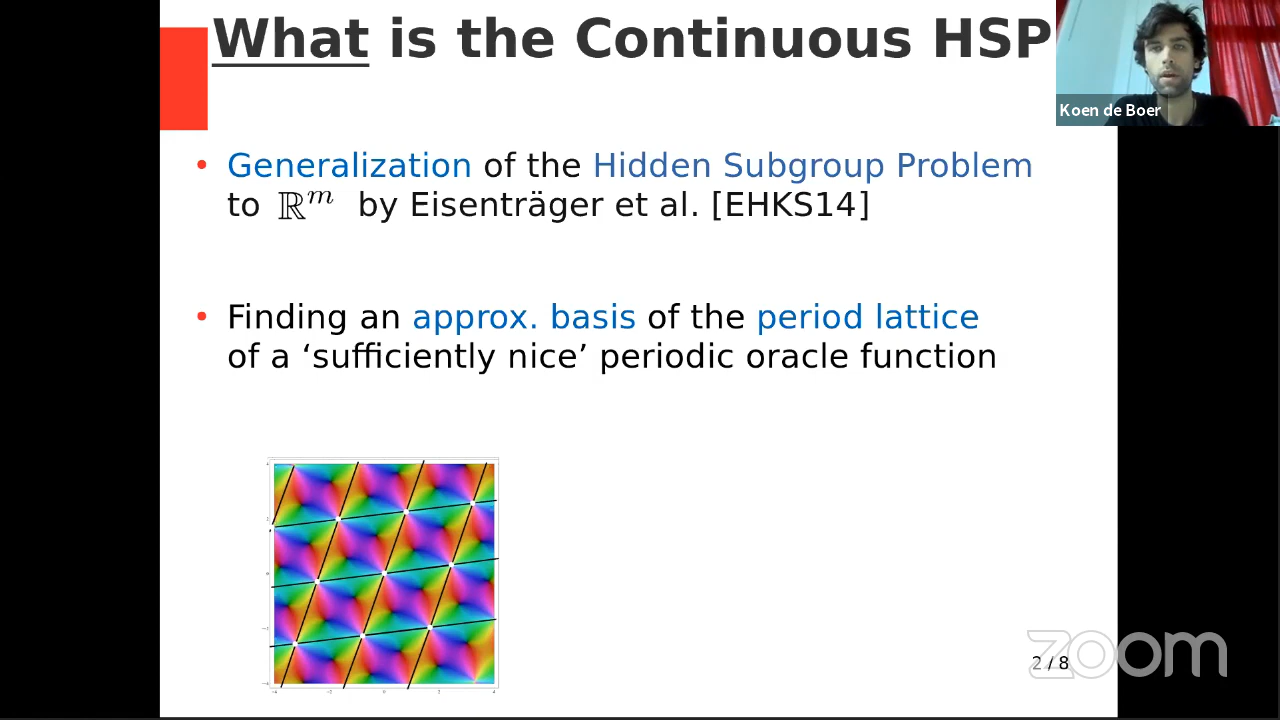 What is the Continuous HSP
Koen de Boer
• Generalization of the Hidden Subgroup Problem
to ℝᵐ by Eisenträger et al. [EHKS14]
• Finding an approx. basis of the period lattice
of a ‘sufficiently nice’ periodic oracle function
2 / 8
zoom